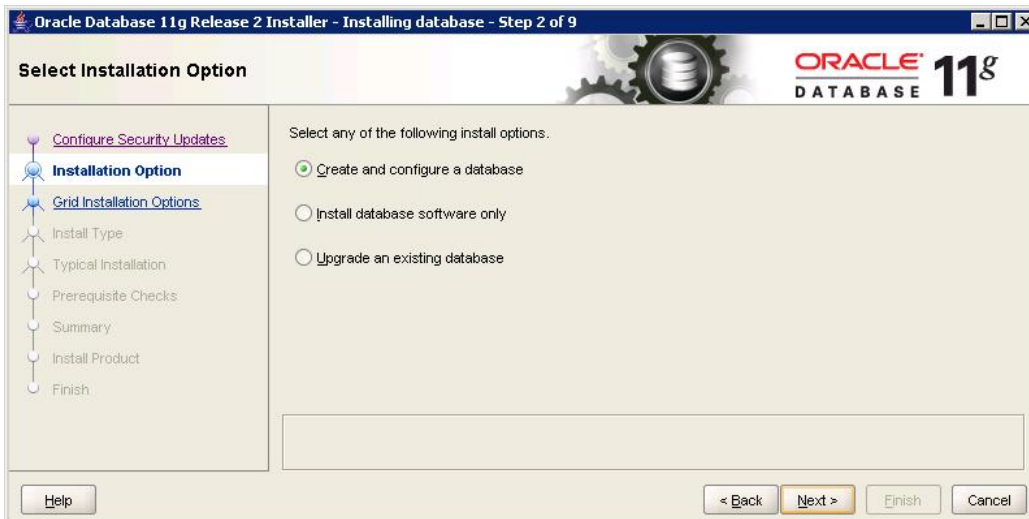 Oracle Database 11g Release 2 Installer - Installing database - Step 2 of 9
Select Installation Option
ORACLE
DATABASE
11g
Configure Security Updates
Installation Option
Grid Installation Options
Install Type
Typical Installation
Prerequisite Checks
Summary
Install Product
Finish
Select any of the following install options.
Create and configure a database
Install database software only
Upgrade an existing database
Help
< Back
Next >
Finish
Cancel